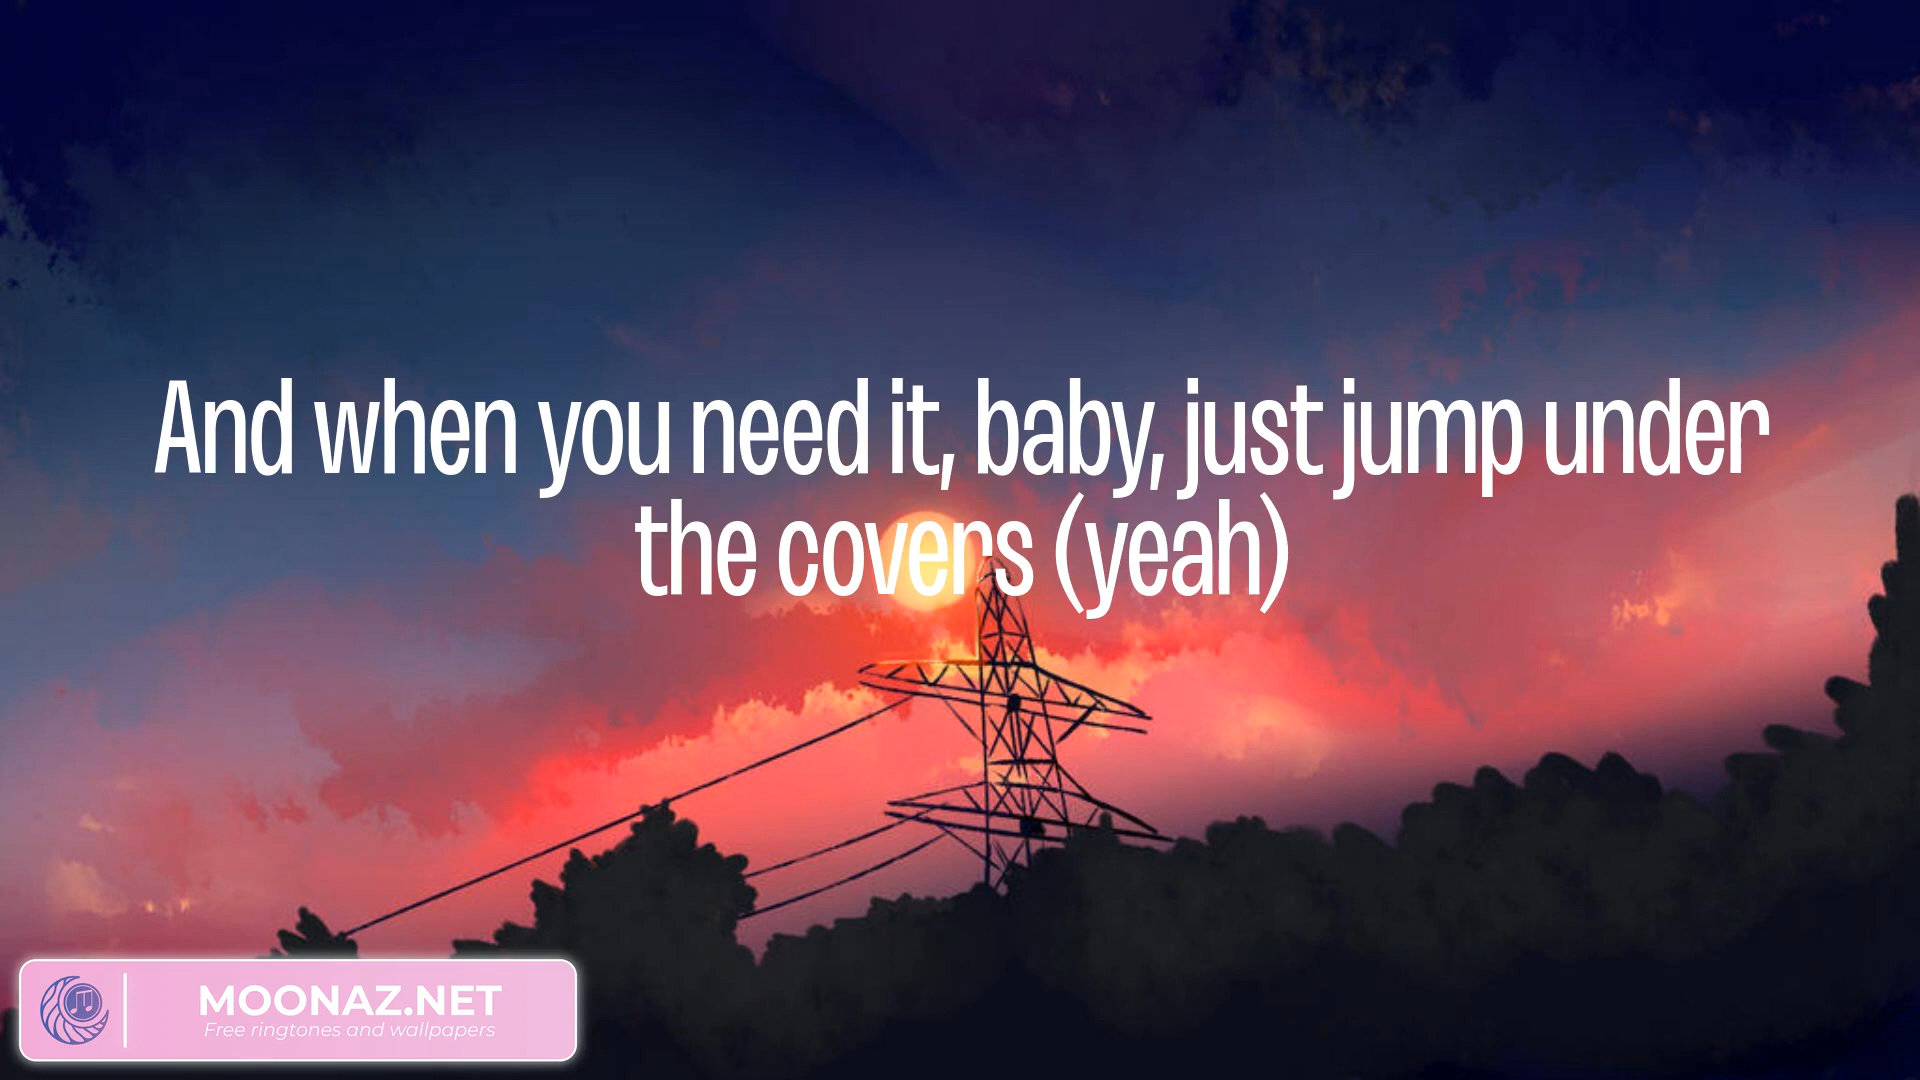 And when you need it, baby, just jump under
the covers (yeah)
MOONAZ.NET
Free ringtones and wallpapers